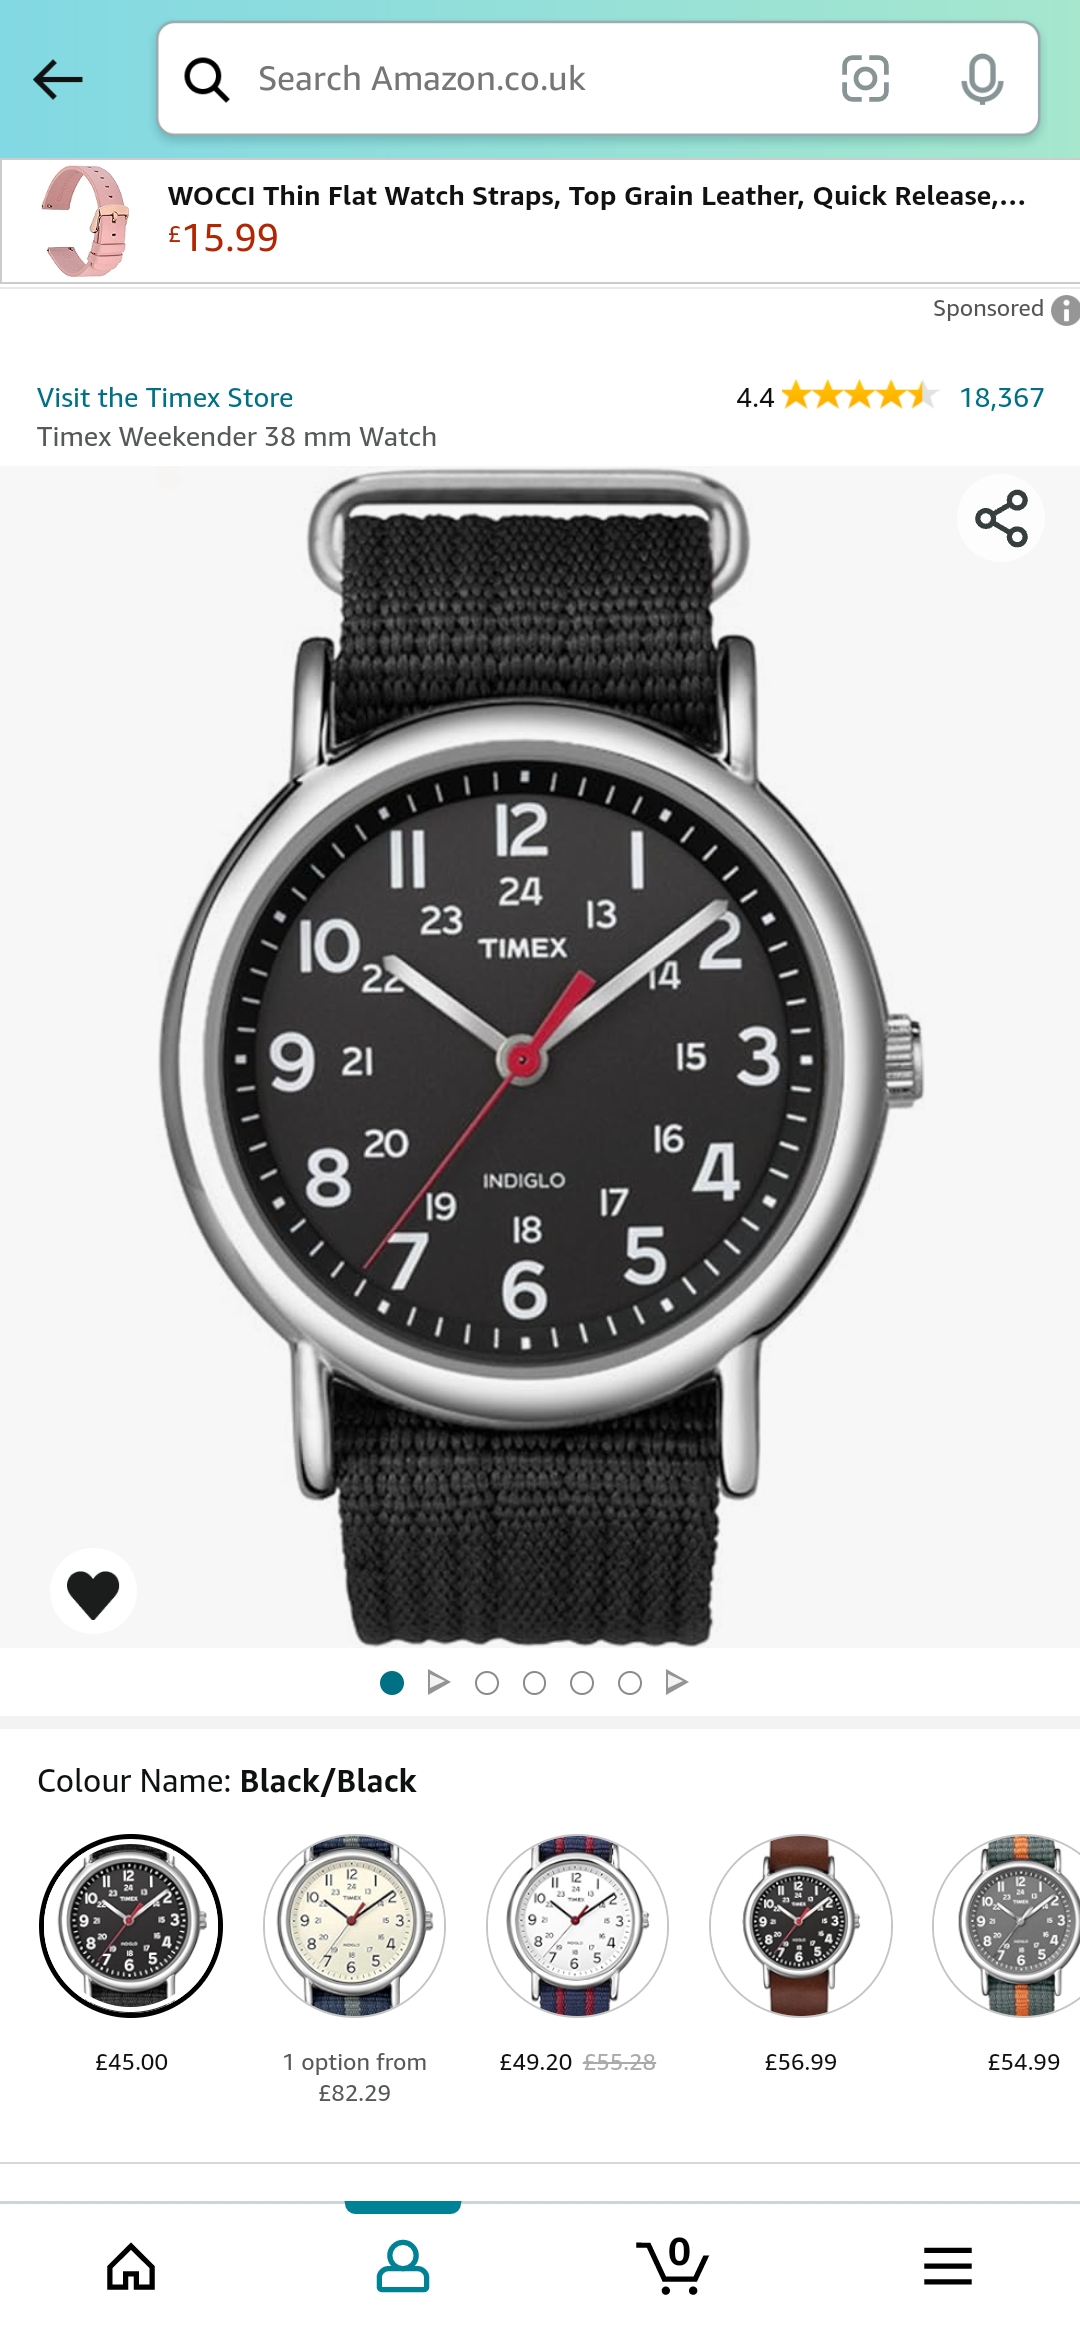 Search Amazon.co.uk
WOCCI Thin Flat Watch Straps, Top Grain Leather, Quick Release,...
£15.99
Sponsored
Visit the Timex Store
4.4 18,367
Timex Weekender 38 mm Watch
12
11 1
24
23 13
10 TIMEX 2
22 14
9 21 15 3
20 16
8 INDIGLO 4
19 17
18
7 5
6
Colour Name: Black/Black
£45.00
1 option from
£82.29
£49.20 £55.28
£56.99
£54.99
0